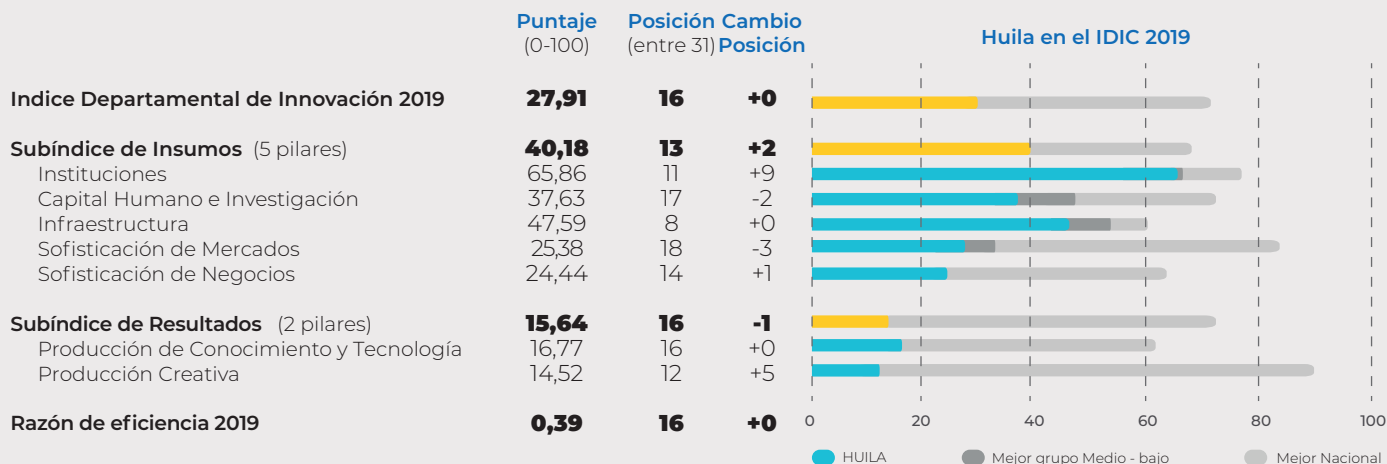 Puntaje Posición Cambio
(0-100) (entre 31) Posición
Huila en el IDIC 2019
Indice Departamental de Innovación 2019 27,91 16 +0
Subíndice de Insumos (5 pilares) 40,18 13 +2
Instituciones 65,86 11 +9
Capital Humano e Investigación 37,63 17 -2
Infraestructura 47,59 8 +0
Sofisticación de Mercados 25,38 18 -3
Sofisticación de Negocios 24,44 14 +1
Subíndice de Resultados (2 pilares) 15,64 16 -1
Producción de Conocimiento y Tecnología 16,77 16 +0
Producción Creativa 14,52 12 +5
Razón de eficiencia 2019 0,39 16 +0
0 20 40 60 80 100
HUILA Mejor grupo Medio - bajo Mejor Nacional